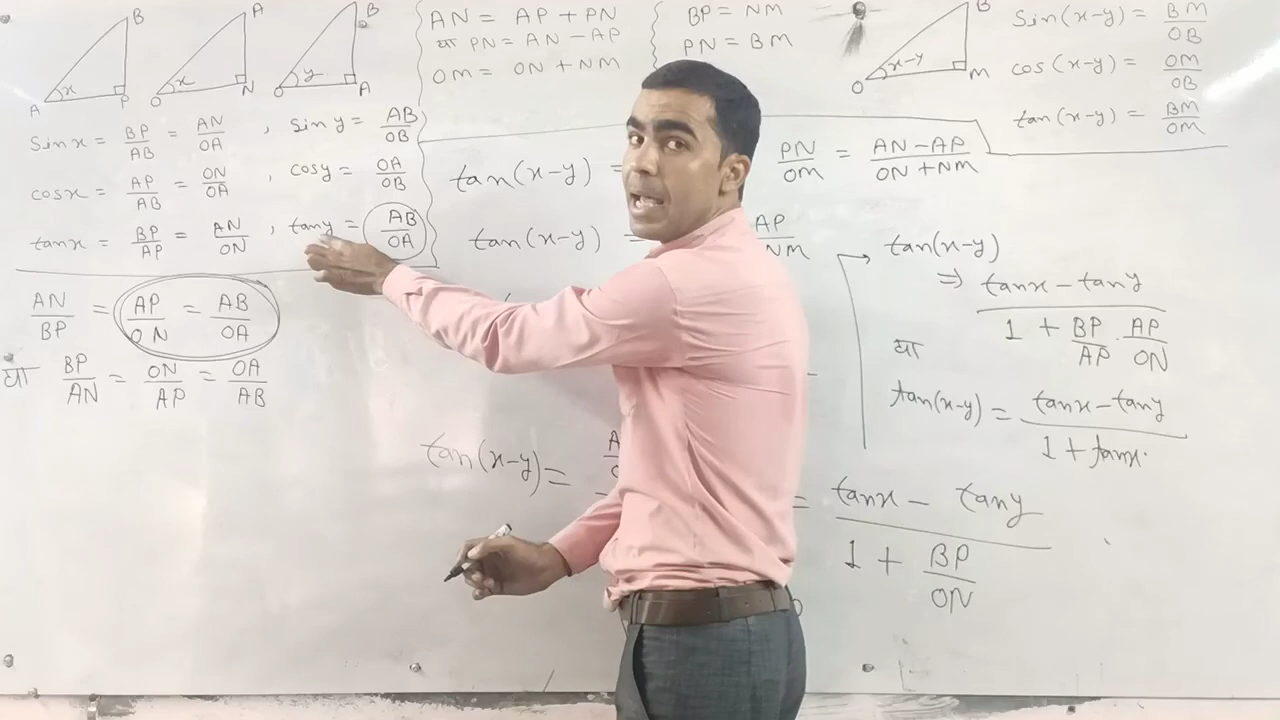 B
A
B
A x P
O x N
O y A
sin x = BP/AB = AN/OA , sin y = AB/OB
cos x = AP/AB = ON/OA , cos y = OA/OB
tan x = BP/AP = AN/ON , tan y = AB/OA
AN/BP = AP/ON = AB/OA
या BP/AN = ON/AP = OA/AB
AN = AP + PN
या PN = AN - AP
OM = ON + NM
BP = NM
PN = BM
B
O x-y M
Sin(x-y) = BM/OB
cos(x-y) = OM/OB
tan(x-y) = BM/OM
tan(x-y) = PN/OM = AN-AP/ON+NM
tan(x-y) = AP/NM
tan(x-y) =
= tanx - tany / 1 + BP/ON
tan(x-y)
⇒ tanx - tany / 1 + BP/AP . AP/ON
या
tan(x-y) = tanx - tany / 1 + tanx.